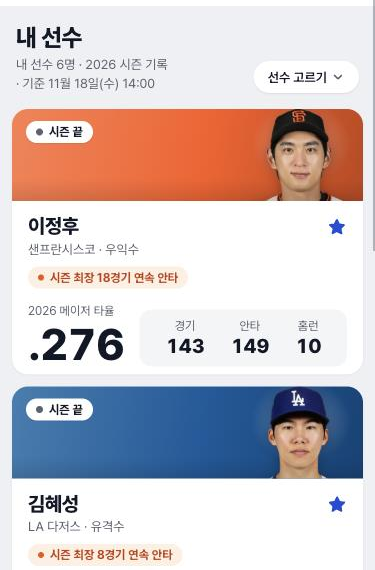 내 선수
내 선수 6명 · 2026 시즌 기록
· 기준 11월 18일(수) 14:00
선수 고르기
시즌 끝
SF
이정후
샌프란시스코 · 우익수
시즌 최장 18경기 연속 안타
2026 메이저 타율
.276
경기 안타 홈런
143 149 10
시즌 끝
LA
김혜성
LA 다저스 · 유격수
시즌 최장 8경기 연속 안타